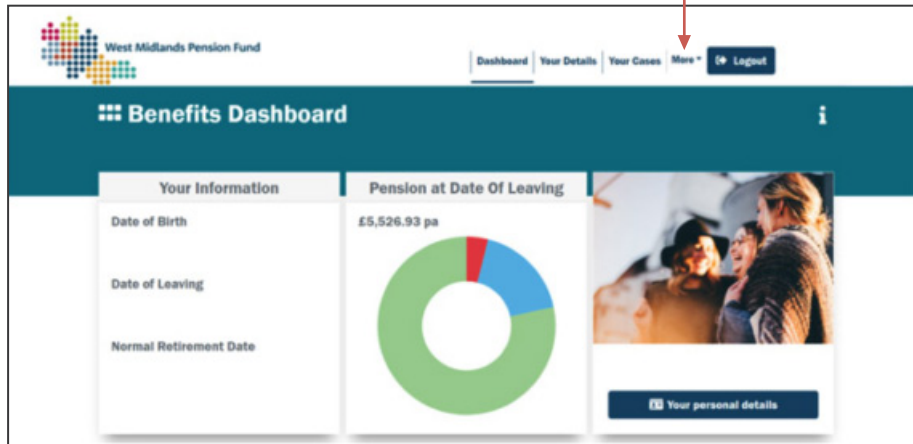 West Midlands Pension Fund
Dashboard Your Details Your Cases More Logout
Benefits Dashboard
i
Your Information Pension at Date Of Leaving
Date of Birth £5,526.93 pa
Date of Leaving
Normal Retirement Date
Your personal details